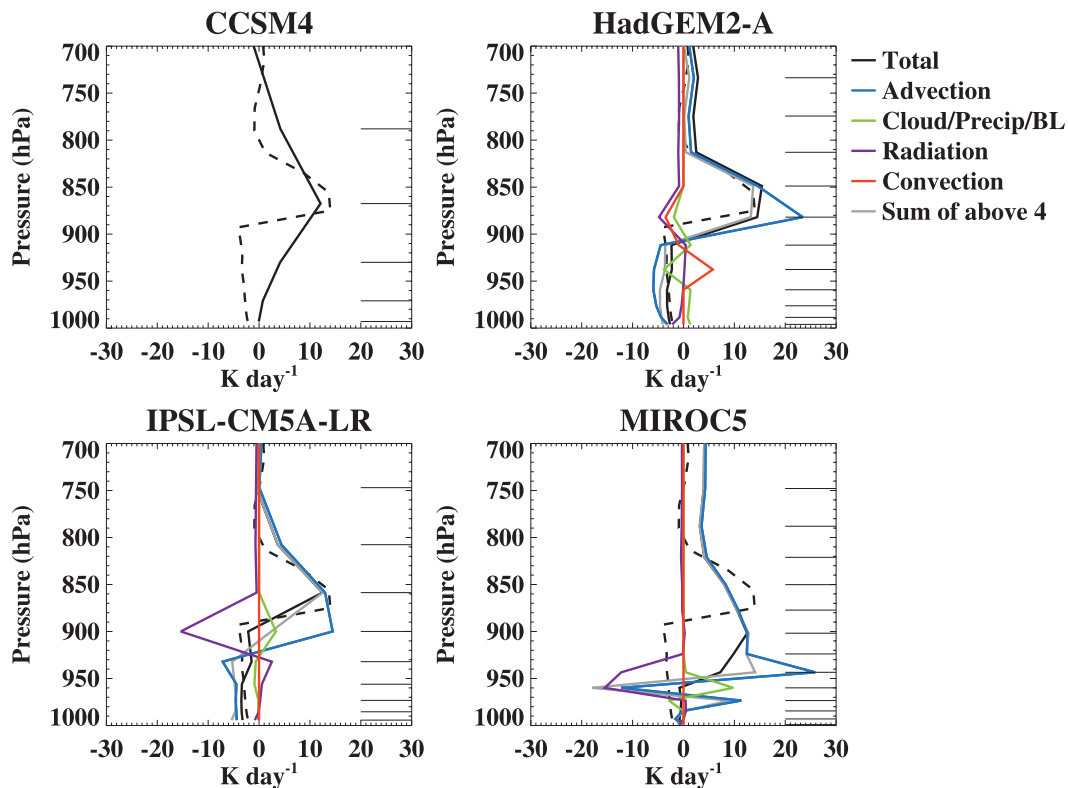 CCSM4
HadGEM2-A
700
750
800
850
900
950
1000
Pressure (hPa)
-30 -20 -10 0 10 20 30
K day-1
700
750
800
850
900
950
1000
Pressure (hPa)
-30 -20 -10 0 10 20 30
K day-1
Total
Advection
Cloud/Precip/BL
Radiation
Convection
Sum of above 4
IPSL-CM5A-LR
MIROC5
700
750
800
850
900
950
1000
Pressure (hPa)
-30 -20 -10 0 10 20 30
K day-1
700
750
800
850
900
950
1000
Pressure (hPa)
-30 -20 -10 0 10 20 30
K day-1